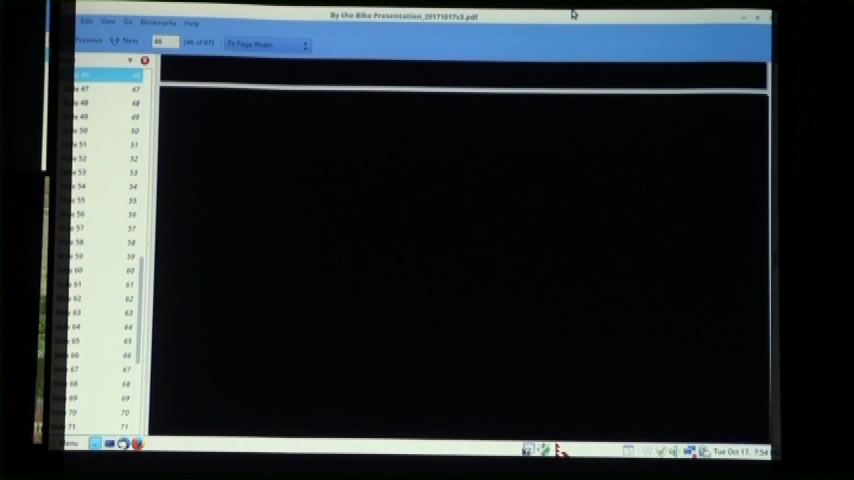 By the Bike Presentation_20171017v3.pdf
Edit View Go Bookmarks Help
Previous Next 46 (46 of 87) Fit Page Width
46
Slide 47 47
Slide 48 48
Slide 49 49
Slide 50 50
Slide 51 51
Slide 52 52
Slide 53 53
Slide 54 54
Slide 55 55
Slide 56 56
Slide 57 57
Slide 58 58
Slide 59 59
Slide 60 60
Slide 61 61
Slide 62 62
Slide 63 63
Slide 64 64
Slide 65 65
Slide 66 66
Slide 67 67
Slide 68 68
Slide 69 69
Slide 70 70
Slide 71 71
Menu Tue Oct 17, 7:54